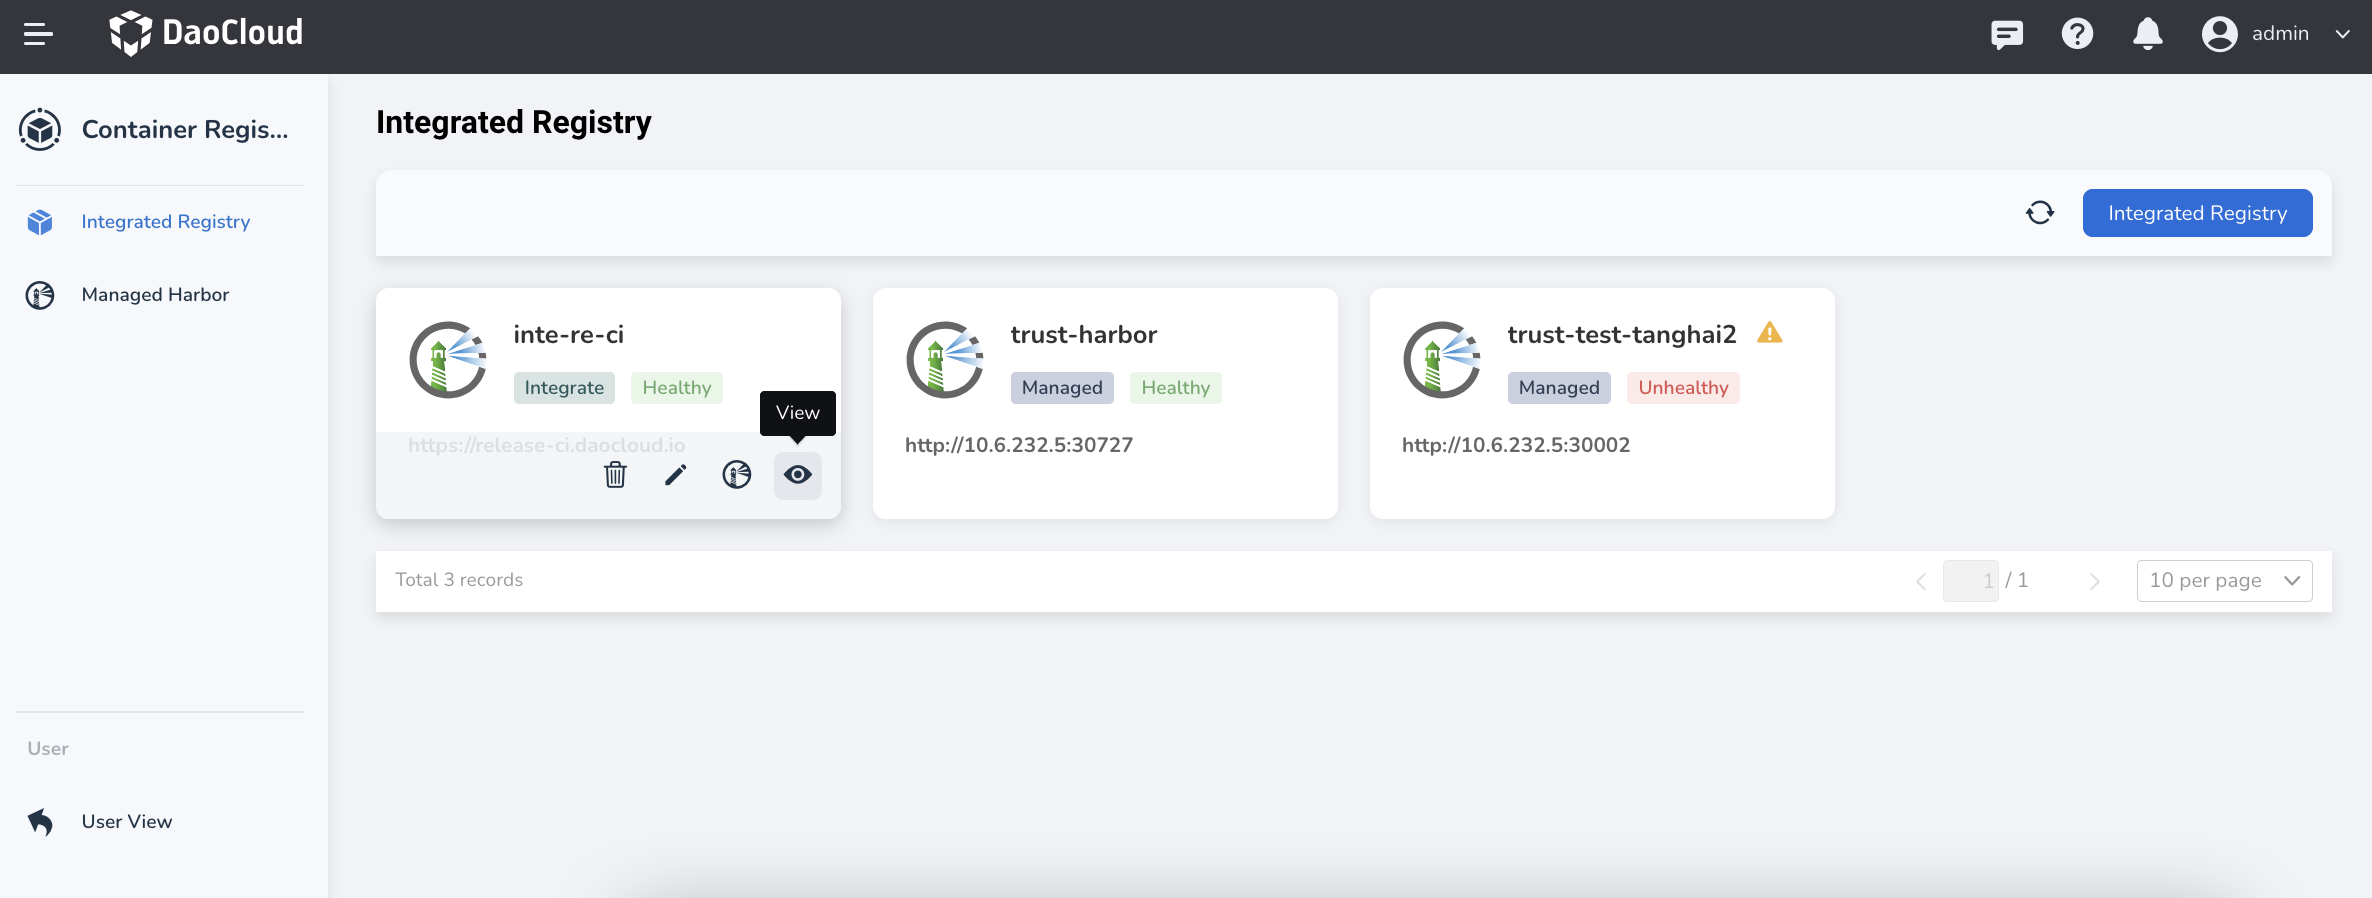 DaoCloud
admin
Container Regis...
Integrated Registry
Managed Harbor
User
User View
Integrated Registry
Integrated Registry
inte-re-ci
Integrate Healthy
View
https://release-ci.daocloud.io
trust-harbor
Managed Healthy
http://10.6.232.5:30727
trust-test-tanghai2
Managed Unhealthy
http://10.6.232.5:30002
Total 3 records
1 / 1
10 per page